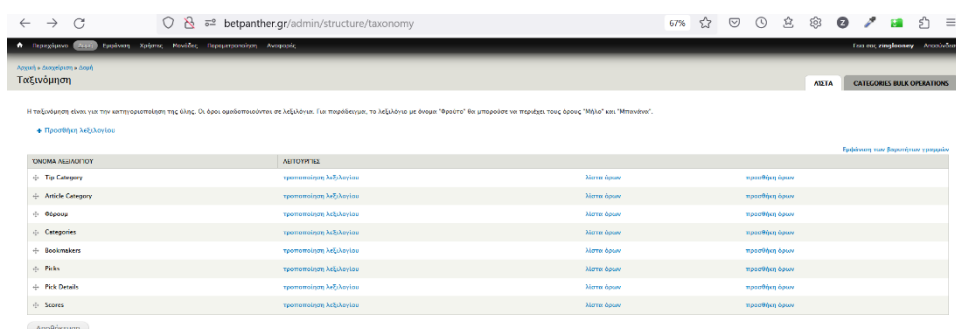 betpanther.gr/admin/structure/taxonomy
67%
Περιεχόμενο Δομή Εμφάνιση Χρήστες Μονάδες Παραμετροποίηση Αναφορές
Γεια σας zinglooney Αποσύνδεση
Αρχική » Διαχείριση » Δομή
Ταξινόμηση
ΛΙΣΤΑ CATEGORIES BULK OPERATIONS
Η ταξινόμηση είναι για την κατηγοριοποίηση της ύλης. Οι όροι ομαδοποιούνται σε λεξιλόγια. Για παράδειγμα, το λεξιλόγιο με όνομα "Φρούτο" θα μπορούσε να περιέχει τους όρους "Μήλο" και "Μπανάνα".
+ Προσθήκη λεξιλογίου
Εμφάνιση των βαρυτήτων γραμμών
ΌΝΟΜΑ ΛΕΞΙΛΟΓΊΟΥ ΛΕΙΤΟΥΡΓΊΕΣ
Tip Category τροποποίηση λεξιλογίου λίστα όρων προσθήκη όρων
Article Category τροποποίηση λεξιλογίου λίστα όρων προσθήκη όρων
Φόρουμ τροποποίηση λεξιλογίου λίστα όρων προσθήκη όρων
Categories τροποποίηση λεξιλογίου λίστα όρων προσθήκη όρων
Bookmakers τροποποίηση λεξιλογίου λίστα όρων προσθήκη όρων
Picks τροποποίηση λεξιλογίου λίστα όρων προσθήκη όρων
Pick Details τροποποίηση λεξιλογίου λίστα όρων προσθήκη όρων
Scores τροποποίηση λεξιλογίου λίστα όρων προσθήκη όρων
Αποθήκευση